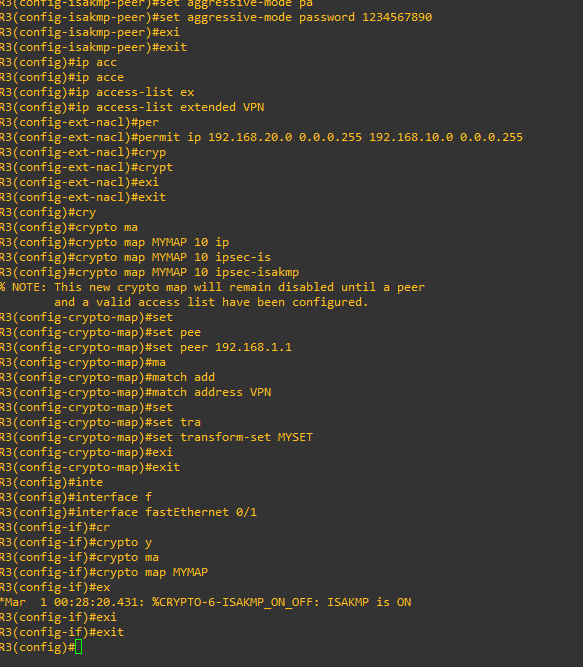 R3(config-isakmp-peer)#set aggressive-mode pa
R3(config-isakmp-peer)#set aggressive-mode password 1234567890
R3(config-isakmp-peer)#exi
R3(config-isakmp-peer)#exit
R3(config)#ip acc
R3(config)#ip acce
R3(config)#ip access-list ex
R3(config)#ip access-list extended VPN
R3(config-ext-nacl)#per
R3(config-ext-nacl)#permit ip 192.168.20.0 0.0.0.255 192.168.10.0 0.0.0.255
R3(config-ext-nacl)#cryp
R3(config-ext-nacl)#crypt
R3(config-ext-nacl)#exi
R3(config-ext-nacl)#exit
R3(config)#cry
R3(config)#crypto ma
R3(config)#crypto map MYMAP 10 ip
R3(config)#crypto map MYMAP 10 ipsec-is
R3(config)#crypto map MYMAP 10 ipsec-isakmp
% NOTE: This new crypto map will remain disabled until a peer
and a valid access list have been configured.
R3(config-crypto-map)#set
R3(config-crypto-map)#set pee
R3(config-crypto-map)#set peer 192.168.1.1
R3(config-crypto-map)#ma
R3(config-crypto-map)#match add
R3(config-crypto-map)#match address VPN
R3(config-crypto-map)#set
R3(config-crypto-map)#set tra
R3(config-crypto-map)#set transform-set MYSET
R3(config-crypto-map)#exi
R3(config-crypto-map)#exit
R3(config)#inte
R3(config)#interface f
R3(config)#interface fastEthernet 0/1
R3(config-if)#cr
R3(config-if)#crypto y
R3(config-if)#crypto ma
R3(config-if)#crypto map MYMAP
R3(config-if)#ex
*Mar  1 00:28:20.431: %CRYPTO-6-ISAKMP_ON_OFF: ISAKMP is ON
R3(config-if)#exi
R3(config-if)#exit
R3(config)#